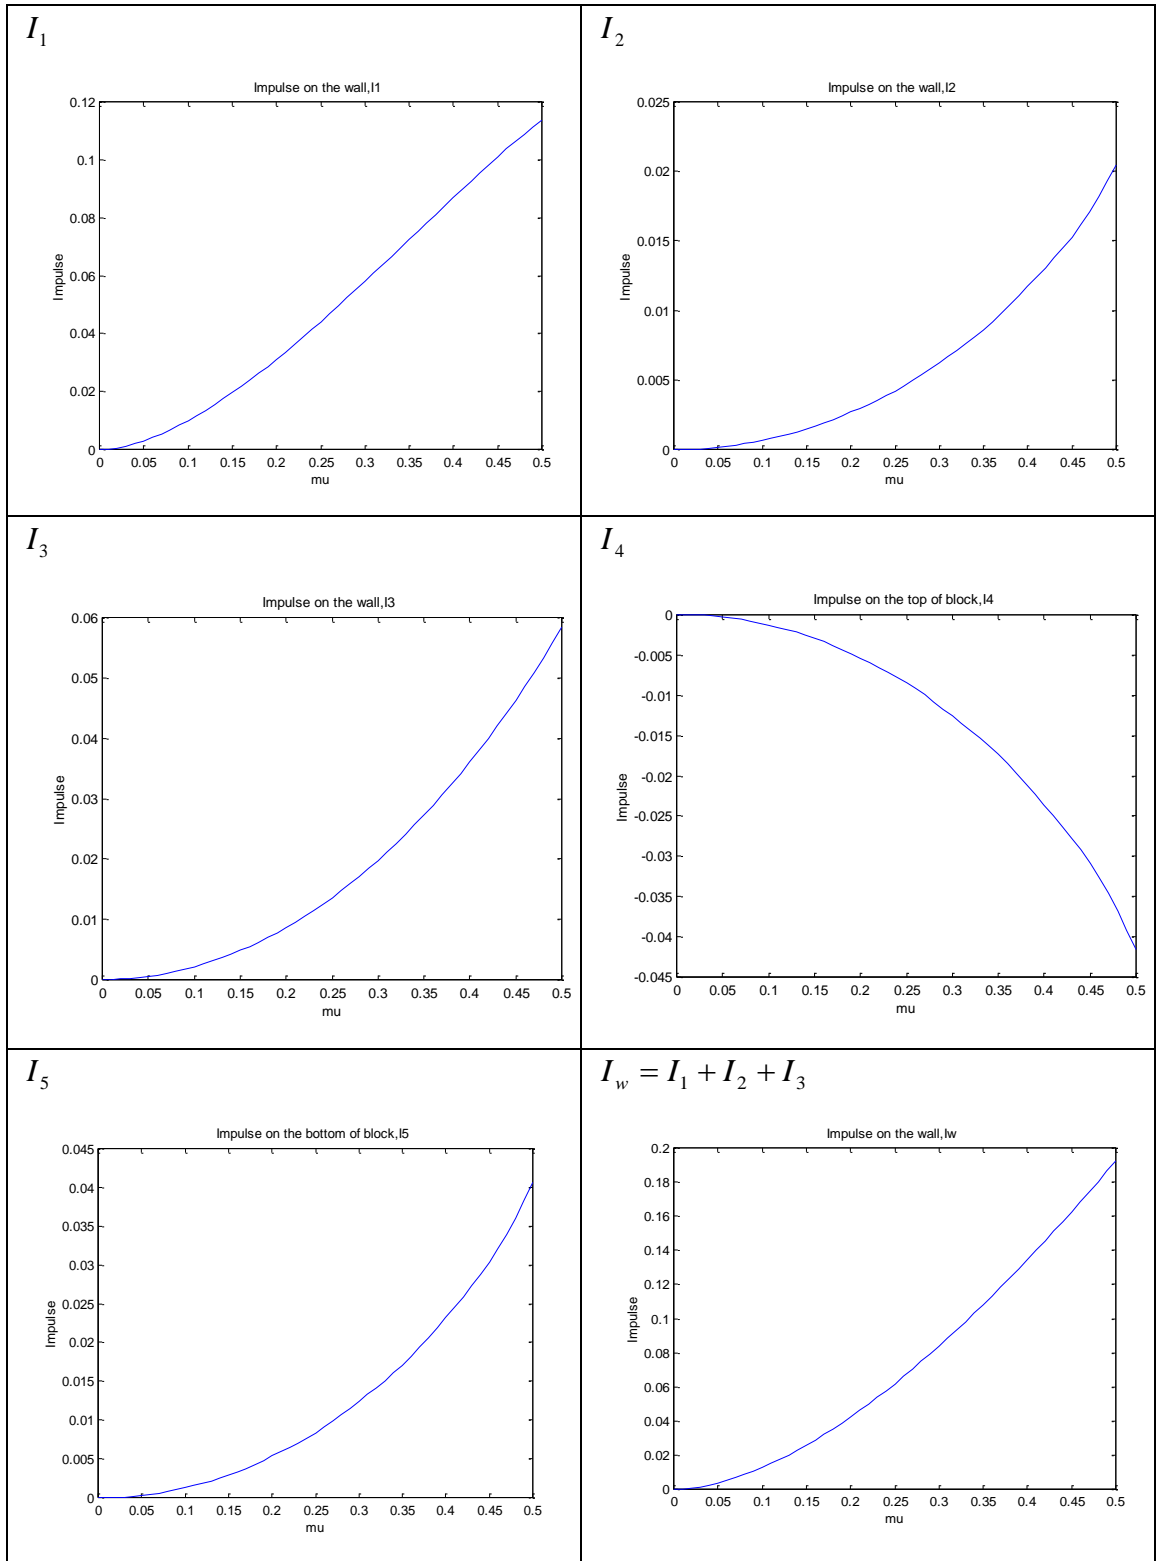 I1
Impulse on the wall,I1
0.12
0.1
0.08
0.06
0.04
0.02
0
Impulse
0 0.05 0.1 0.15 0.2 0.25 0.3 0.35 0.4 0.45 0.5
mu
I2
Impulse on the wall,I2
0.025
0.02
0.015
0.01
0.005
0
Impulse
0 0.05 0.1 0.15 0.2 0.25 0.3 0.35 0.4 0.45 0.5
mu
I3
Impulse on the wall,I3
0.06
0.05
0.04
0.03
0.02
0.01
0
Impulse
0 0.05 0.1 0.15 0.2 0.25 0.3 0.35 0.4 0.45 0.5
mu
I4
Impulse on the top of block,I4
0
-0.005
-0.01
-0.015
-0.02
-0.025
-0.03
-0.035
-0.04
-0.045
Impulse
0 0.05 0.1 0.15 0.2 0.25 0.3 0.35 0.4 0.45 0.5
mu
I5
Impulse on the bottom of block,I5
0.045
0.04
0.035
0.03
0.025
0.02
0.015
0.01
0.005
0
Impulse
0 0.05 0.1 0.15 0.2 0.25 0.3 0.35 0.4 0.45 0.5
mu
Iw = I1 + I2 + I3
Impulse on the wall,Iw
0.2
0.18
0.16
0.14
0.12
0.1
0.08
0.06
0.04
0.02
0
Impulse
0 0.05 0.1 0.15 0.2 0.25 0.3 0.35 0.4 0.45 0.5
mu